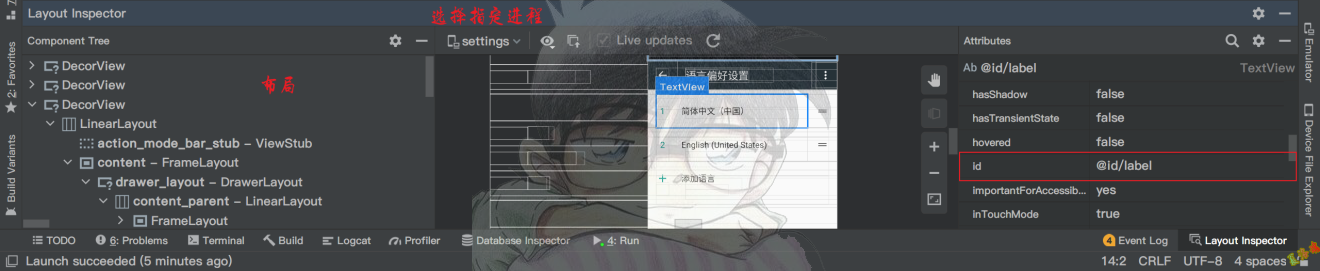 Layout Inspector
选择指定进程
Component Tree
settings
Live updates
Attributes
DecorView
DecorView
DecorView
LinearLayout
action_mode_bar_stub – ViewStub
content – FrameLayout
drawer_layout – DrawerLayout
content_parent – LinearLayout
FrameLayout
布局
语言偏好设置
TextView
1 简体中文（中国）
2 English (United States)
添加语言
Ab @id/label TextView
hasShadow false
hasTransientState false
hovered false
id @id/label
importantForAccessib... yes
inTouchMode true
2: Favorites
Build Variants
Emulator
Device File Explorer
TODO
6: Problems
Terminal
Build
Logcat
Profiler
Database Inspector
4: Run
4 Event Log
Layout Inspector
Launch succeeded (5 minutes ago)
14:2 CRLF UTF-8 4 spaces